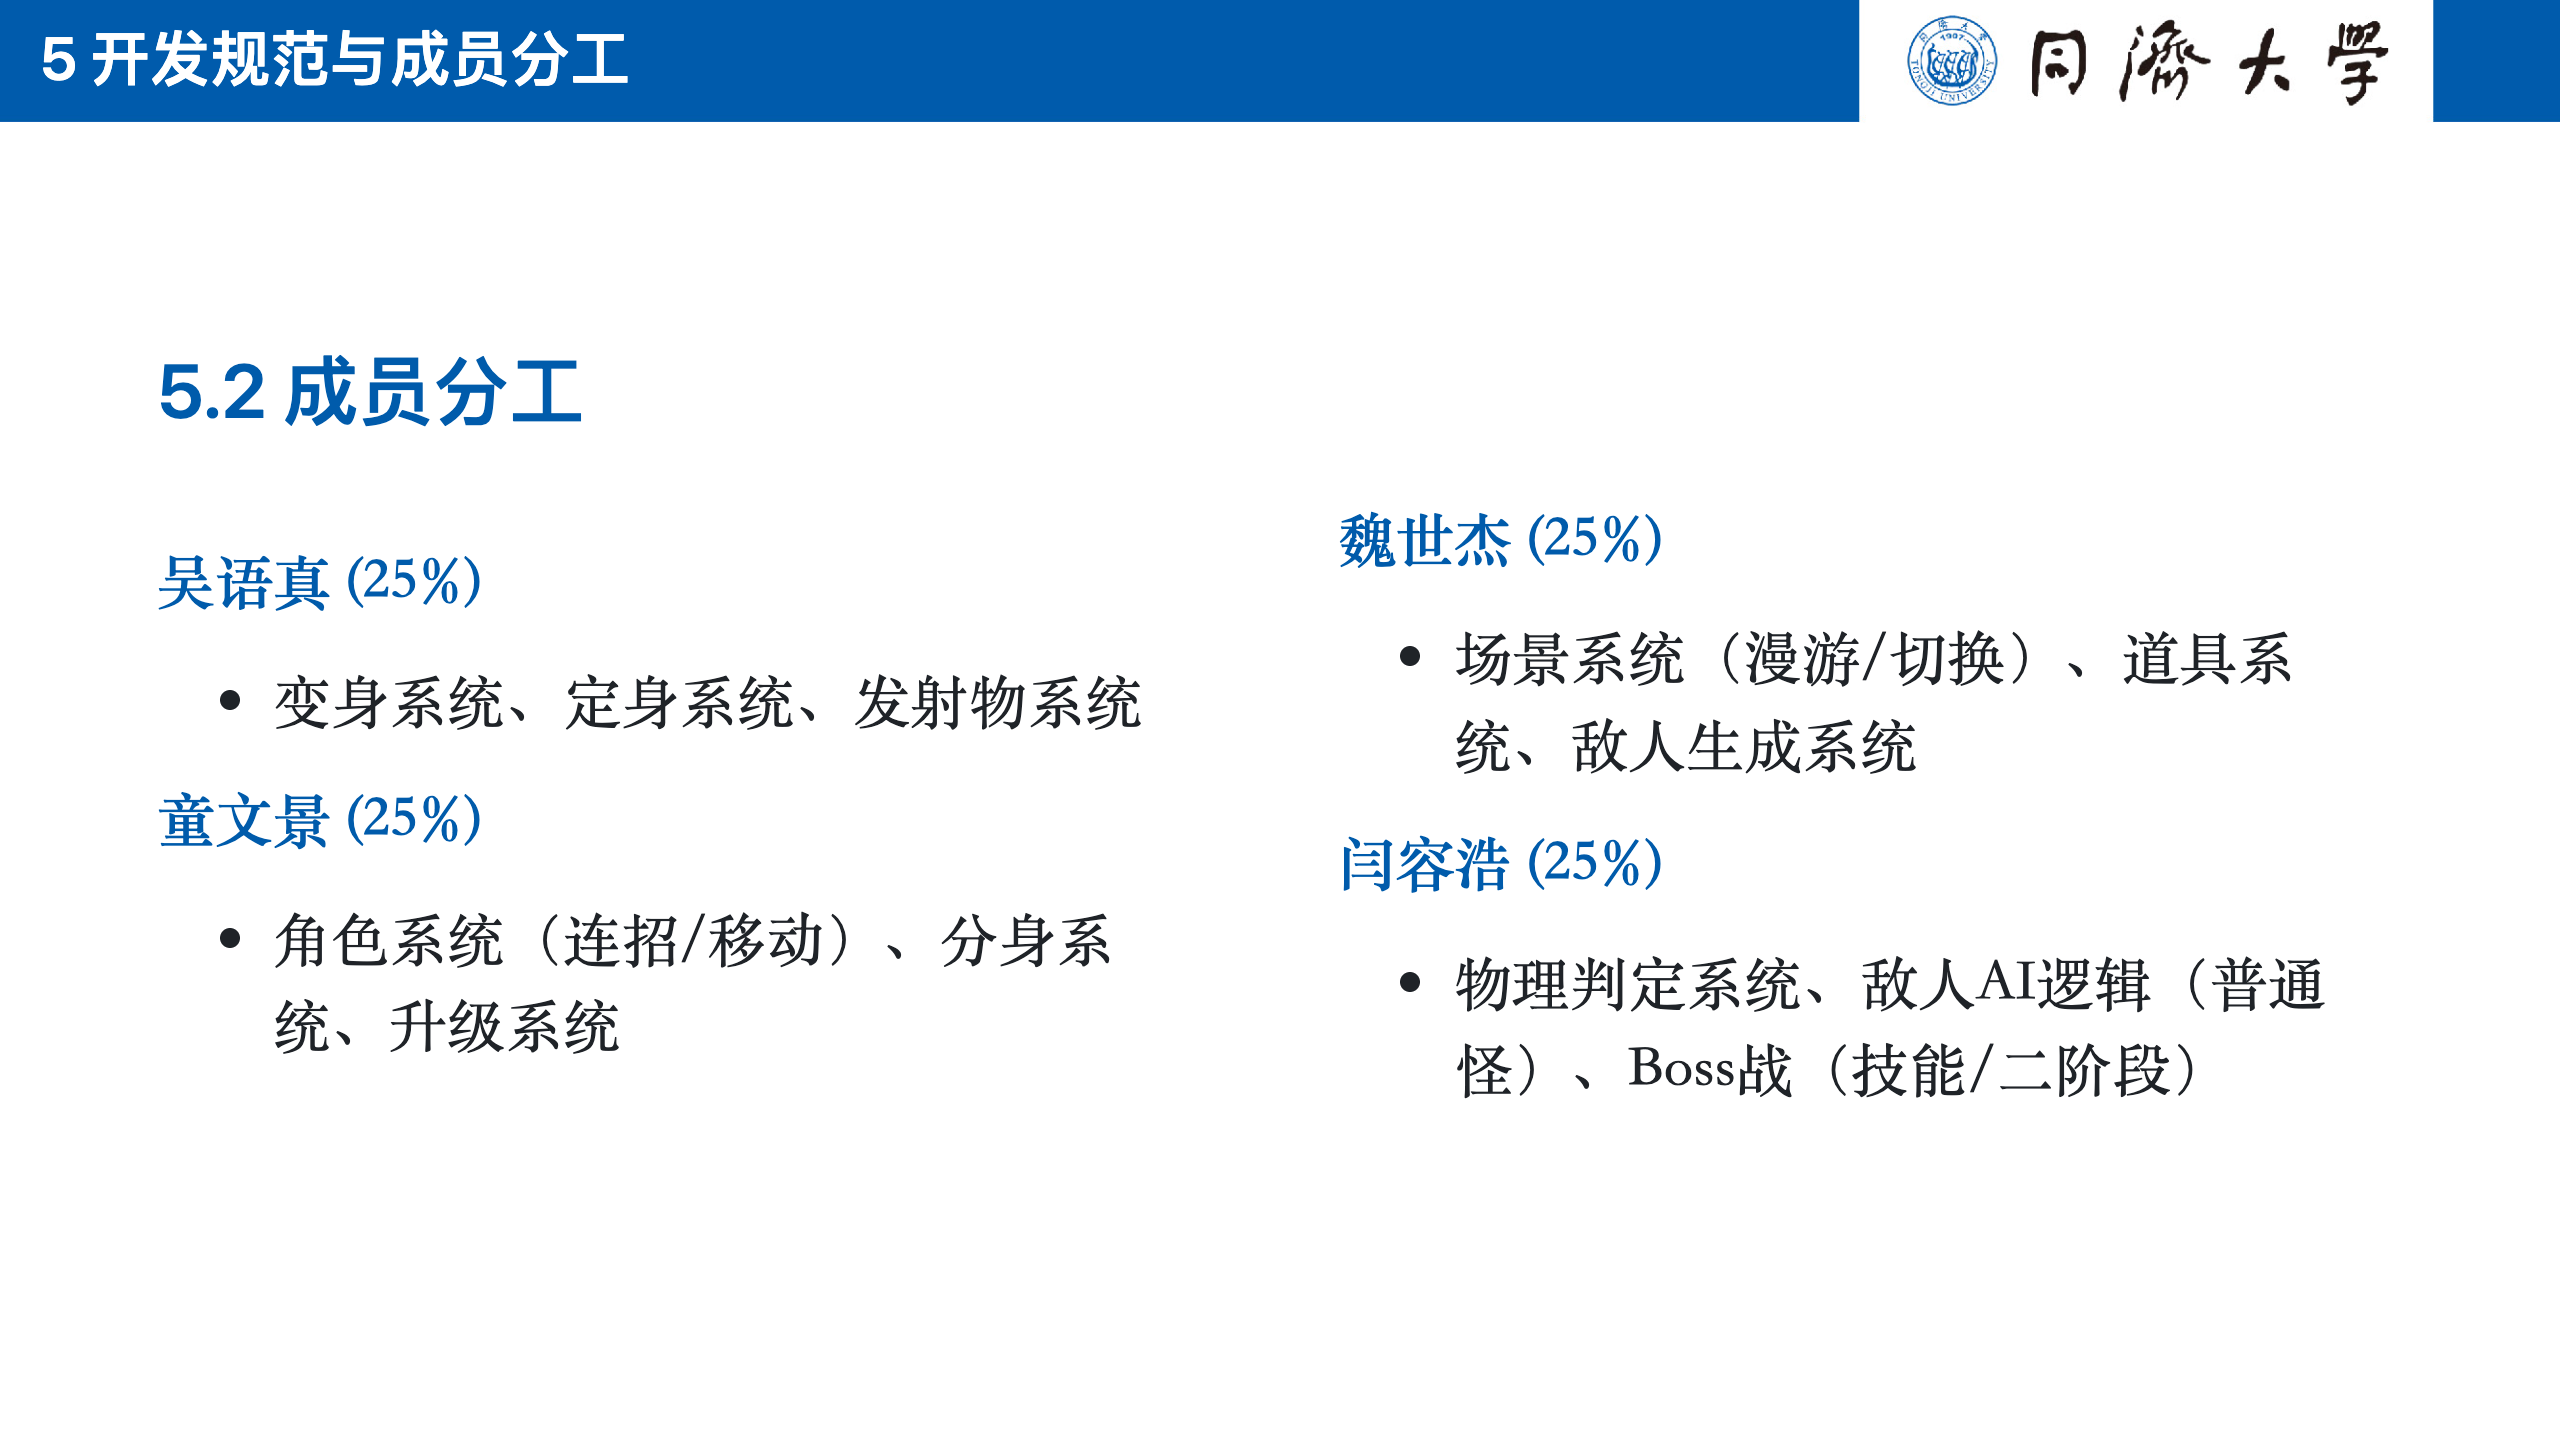 5 开发规范与成员分工
同濟大學
1907
TONGJI UNIVERSITY
5.2 成员分工
吴语真 (25%)
• 变身系统、定身系统、发射物系统
童文景 (25%)
• 角色系统（连招/移动）、分身系
统、升级系统
魏世杰 (25%)
• 场景系统（漫游/切换）、道具系
统、敌人生成系统
闫容浩 (25%)
• 物理判定系统、敌人AI逻辑（普通
怪）、Boss战（技能/二阶段）